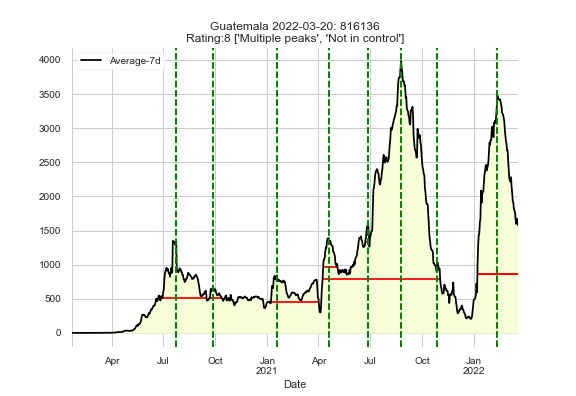 Guatemala 2022-03-20: 816136
Rating:8 ['Multiple peaks', 'Not in control']
Average-7d
4000
3500
3000
2500
2000
1500
1000
500
0
Apr Jul Oct Jan Apr Jul Oct Jan
2021 2022
Date